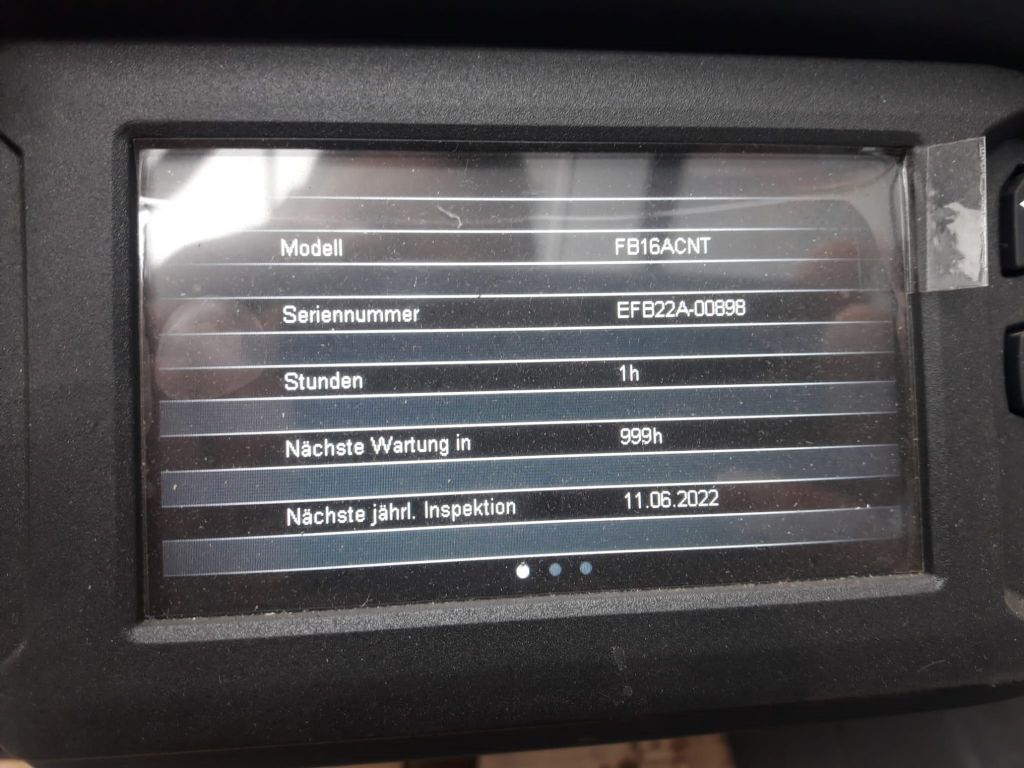 Modell FB16ACNT
Seriennummer EFB22A-00898
Stunden 1h
Nächste Wartung in 999h
Nächste jährl. Inspektion 11.06.2022